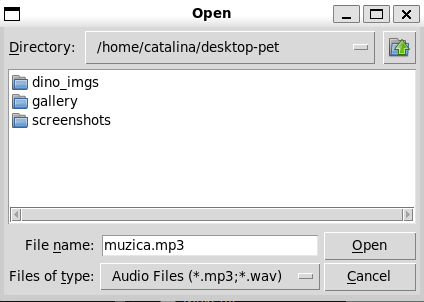 Open
Directory: /home/catalina/desktop-pet
dino_imgs
gallery
screenshots
File name: muzica.mp3 Open
Files of type: Audio Files (*.mp3;*.wav) Cancel